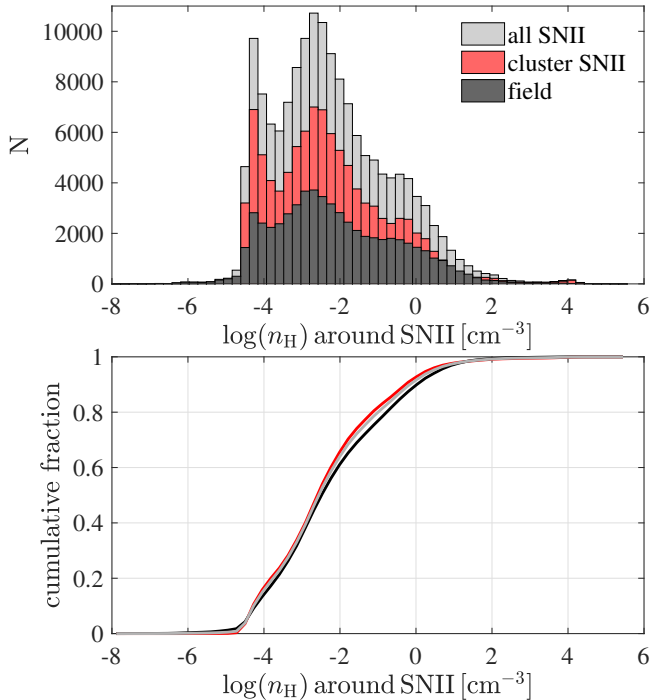 10000
8000
6000
4000
2000
0
N
all SNII
cluster SNII
field
-8 -6 -4 -2 0 2 4 6
log(n_H) around SNII [cm^{-3}]
1
0.8
0.6
0.4
0.2
0
cumulative fraction
-8 -6 -4 -2 0 2 4 6
log(n_H) around SNII [cm^{-3}]